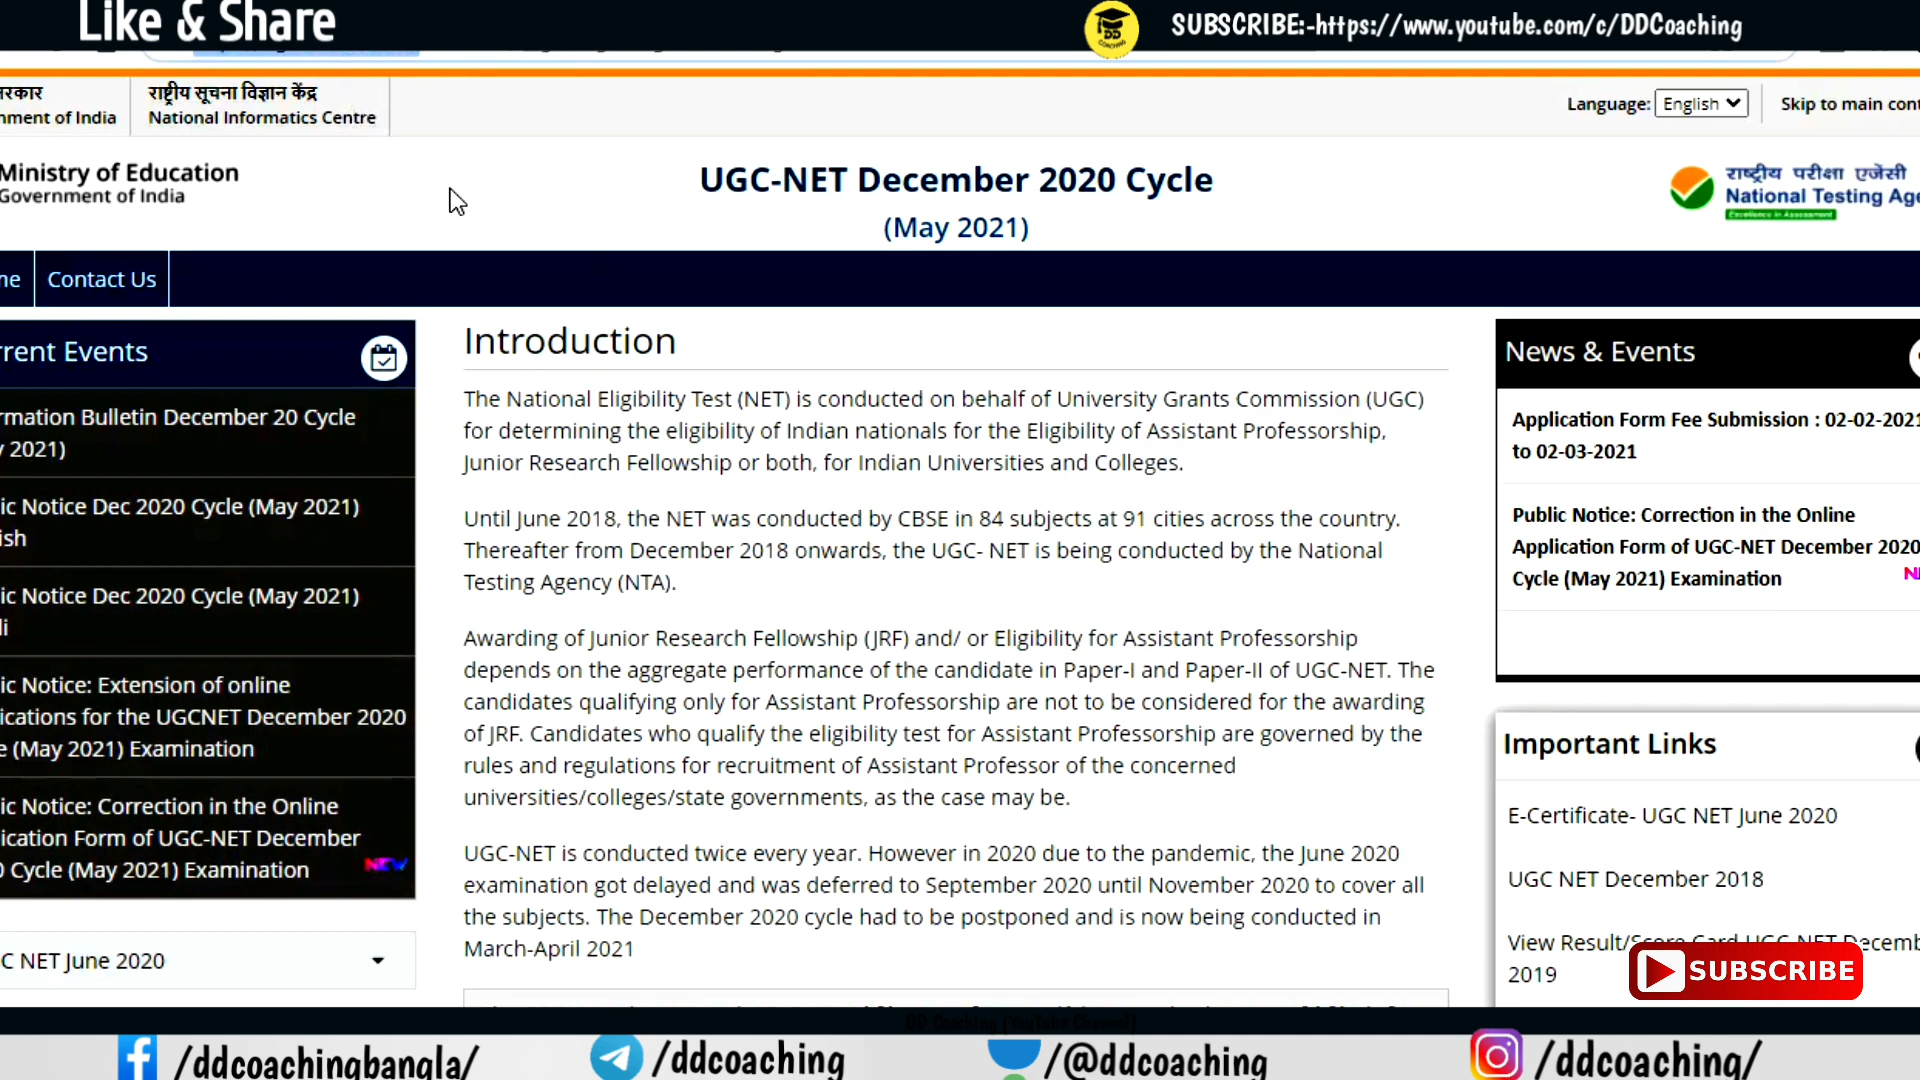 Like & Share
SUBSCRIBE:-https://www.youtube.com/c/DDCoaching
राष्ट्रीय सूचना विज्ञान केंद्र
of India
National Informatics Centre
Language: English
Skip to main
Ministry of Education
Government of India
UGC-NET December 2020 Cycle
(May 2021)
राष्ट्रीय परीक्षा एजेंसी
National Testing
Excellence in Assessment
Contact Us
Events
Bulletin December 20 Cycle
2021)
Notice Dec 2020 Cycle (May 2021)
Notice Dec 2020 Cycle (May 2021)
Notice: Extension of online
for the UGCNET December 2020
(May 2021) Examination
Notice: Correction in the Online
Form of UGC-NET December
Cycle (May 2021) Examination
NEW
NET June 2020
Introduction
The National Eligibility Test (NET) is conducted on behalf of University Grants Commission (UGC)
for determining the eligibility of Indian nationals for the Eligibility of Assistant Professorship,
Junior Research Fellowship or both, for Indian Universities and Colleges.
Until June 2018, the NET was conducted by CBSE in 84 subjects at 91 cities across the country.
Thereafter from December 2018 onwards, the UGC- NET is being conducted by the National
Testing Agency (NTA).
Awarding of Junior Research Fellowship (JRF) and/ or Eligibility for Assistant Professorship
depends on the aggregate performance of the candidate in Paper-I and Paper-II of UGC-NET. The
candidates qualifying only for Assistant Professorship are not to be considered for the awarding
of JRF. Candidates who qualify the eligibility test for Assistant Professorship are governed by the
rules and regulations for recruitment of Assistant Professor of the concerned
universities/colleges/state governments, as the case may be.
UGC-NET is conducted twice every year. However in 2020 due to the pandemic, the June 2020
examination got delayed and was deferred to September 2020 until November 2020 to cover all
the subjects. The December 2020 cycle had to be postponed and is now being conducted in
March-April 2021
News & Events
Application Form Fee Submission : 02-02-2021
to 02-03-2021
Public Notice: Correction in the Online
Application Form of UGC-NET December 2020
Cycle (May 2021) Examination
Important Links
E-Certificate- UGC NET June 2020
UGC NET December 2018
View Result/Score Card UGC NET
2019
SUBSCRIBE
DD Coaching (YouTube Channel)
/ddcoachingbangla/
/ddcoaching
/@ddcoaching
/ddcoaching/